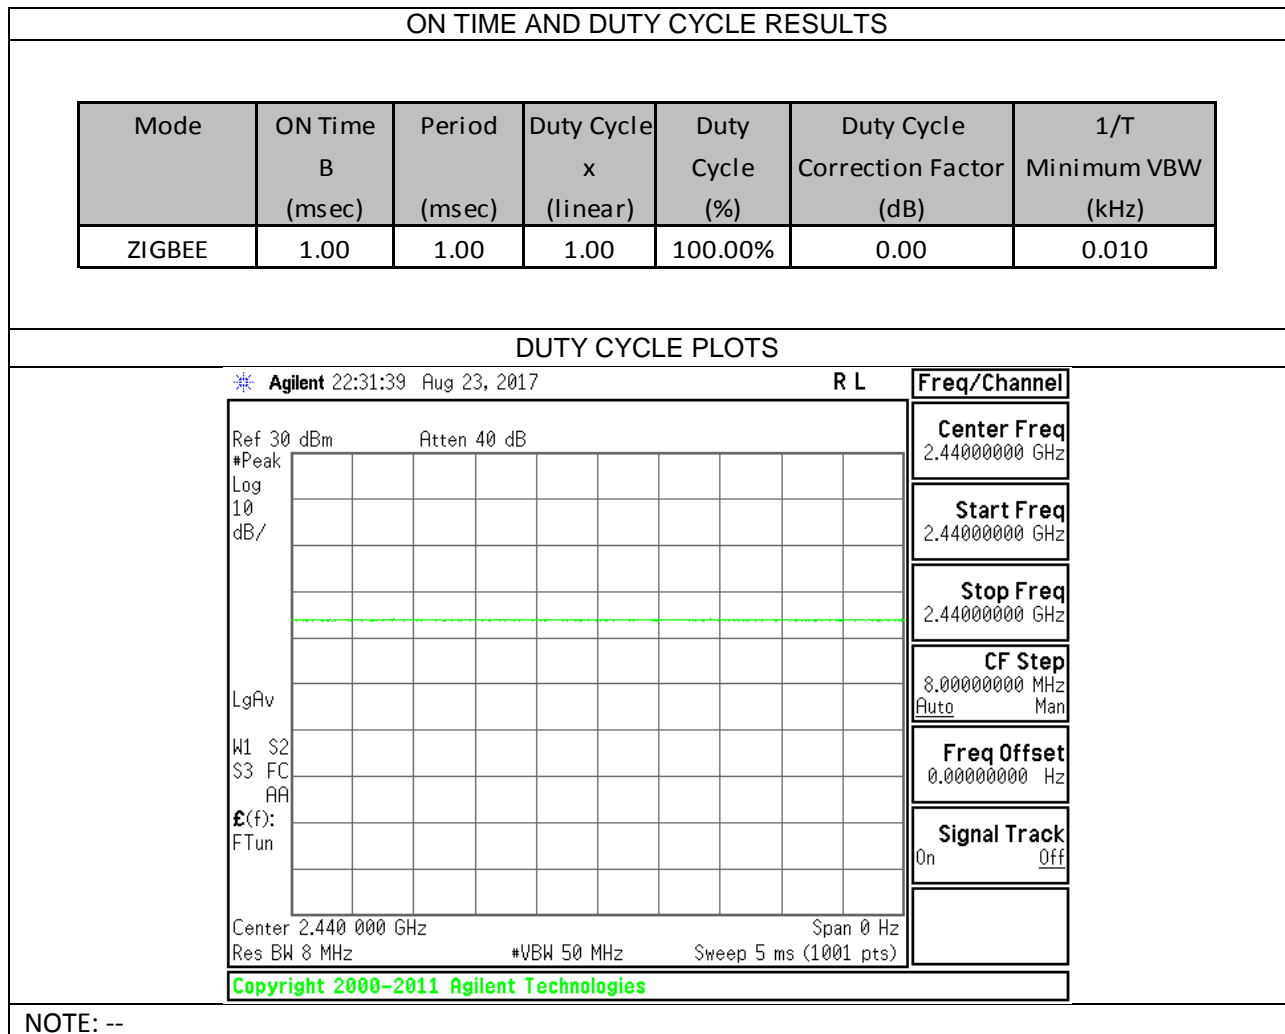 ON TIME AND DUTY CYCLE RESULTS
Mode ON Time Period Duty Cycle Duty Duty Cycle 1/T
B x Cycle Correction Factor Minimum VBW
(msec) (msec) (linear) (%) (dB) (kHz)
ZIGBEE 1.00 1.00 1.00 100.00% 0.00 0.010
DUTY CYCLE PLOTS
Agilent 22:31:39 Aug 23, 2017 R L Freq/Channel
Ref 30 dBm Atten 40 dB
#Peak
Log
10
dB/
LgAv
W1 S2
S3 FC
AA
£(f):
FTun
Center 2.440 000 GHz Span 0 Hz
Res BW 8 MHz #VBW 50 MHz Sweep 5 ms (1001 pts)
Center Freq
2.44000000 GHz
Start Freq
2.44000000 GHz
Stop Freq
2.44000000 GHz
CF Step
8.00000000 MHz
Auto Man
Freq Offset
0.00000000 Hz
Signal Track
On Off
Copyright 2000-2011 Agilent Technologies
NOTE: --